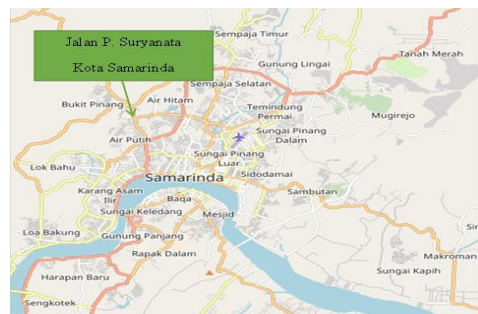 Jalan P. Suryanata
Kota Samarinda
Sempaja Timur
Tanah Merah
Gunung Lingai
Sempaja Selatan
Bukit Pinang
Air Hitam
Temindung
Permai
Mugirejo
Air Putih
Sungai Pinang
Dalam
Sungai Pinang
Luar
Lok Bahu
Samarinda
Sidodamai
Karang Asam
Ilir
Sambutan
Baqa
Sungai Keledang
Mesjid
Loa Bakung
Gunung Panjang
Sir
Rapak Dalam
Makroman
Harapan Baru
Sungai Kapih
Sengkotek